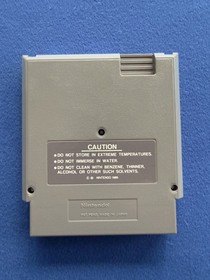 CAUTION
● DO NOT STORE IN EXTREME TEMPERATURES.
● DO NOT IMMERSE IN WATER.
● DO NOT CLEAN WITH BENZENE, THINNER,
ALCOHOL OR OTHER SUCH SOLVENTS.
Nintendo